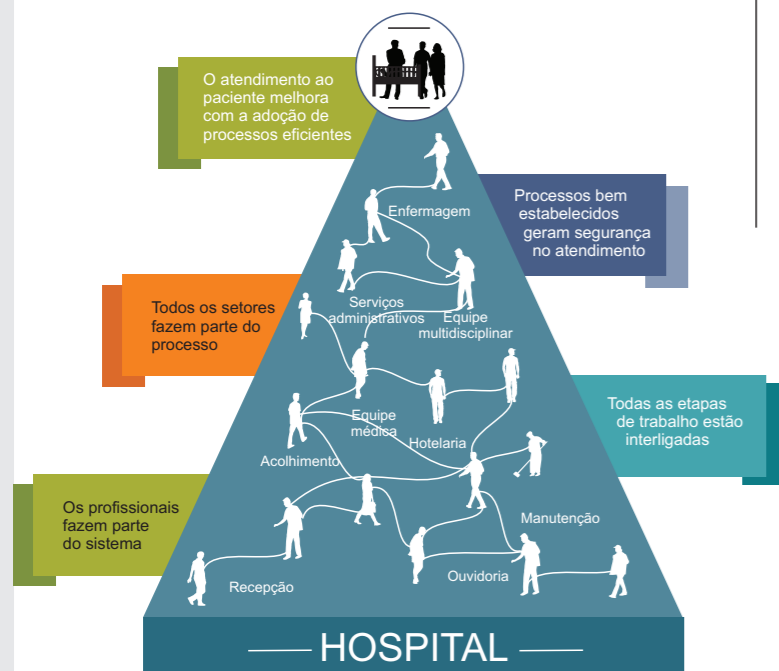 O atendimento ao
paciente melhora
com a adoção de
processos eficientes
Enfermagem
Processos bem
estabelecidos
geram segurança
no atendimento
Todos os setores
fazem parte do
processo
Serviços
administrativos
Equipe
multidisciplinar
Equipe
médica
Hotelaria
Todas as etapas
de trabalho estão
interligadas
Acolhimento
Os profissionais
fazem parte
do sistema
Manutenção
Recepção
Ouvidoria
HOSPITAL